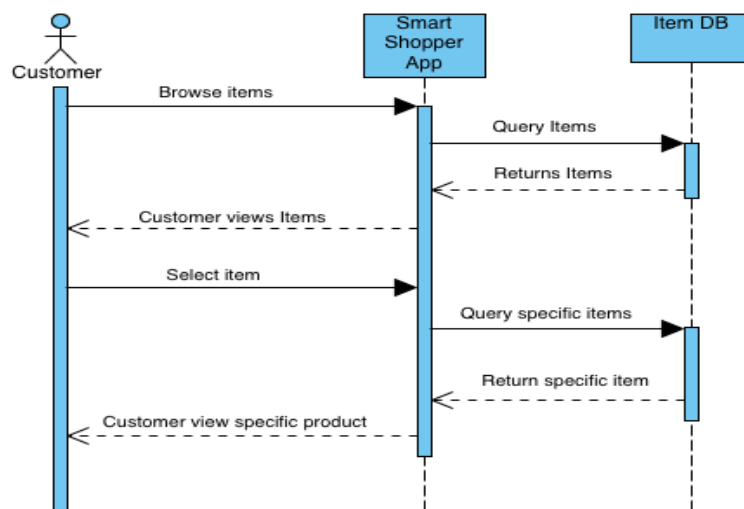 Smart
Shopper
App
Item DB
Customer
Browse items
Query Items
Returns Items
Customer views Items
Select item
Query specific items
Return specific item
Customer view specific product